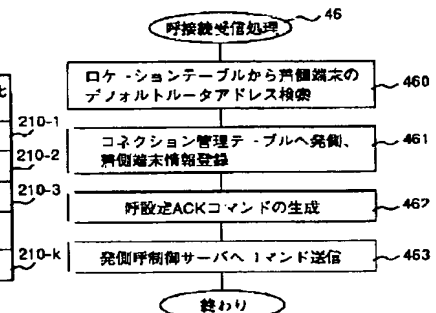 呼接続受信処理
46
ロケーションテーブルから着側端末の
デフォルトルータアドレス検索
460
比
210-1
コネクション管理テーブルへ発側、
着側端末情報登録
461
210-2
210-3
呼設定ACKコマンドの生成
462
210-k
発側呼制御サーバへコマンド送信
463
終わり